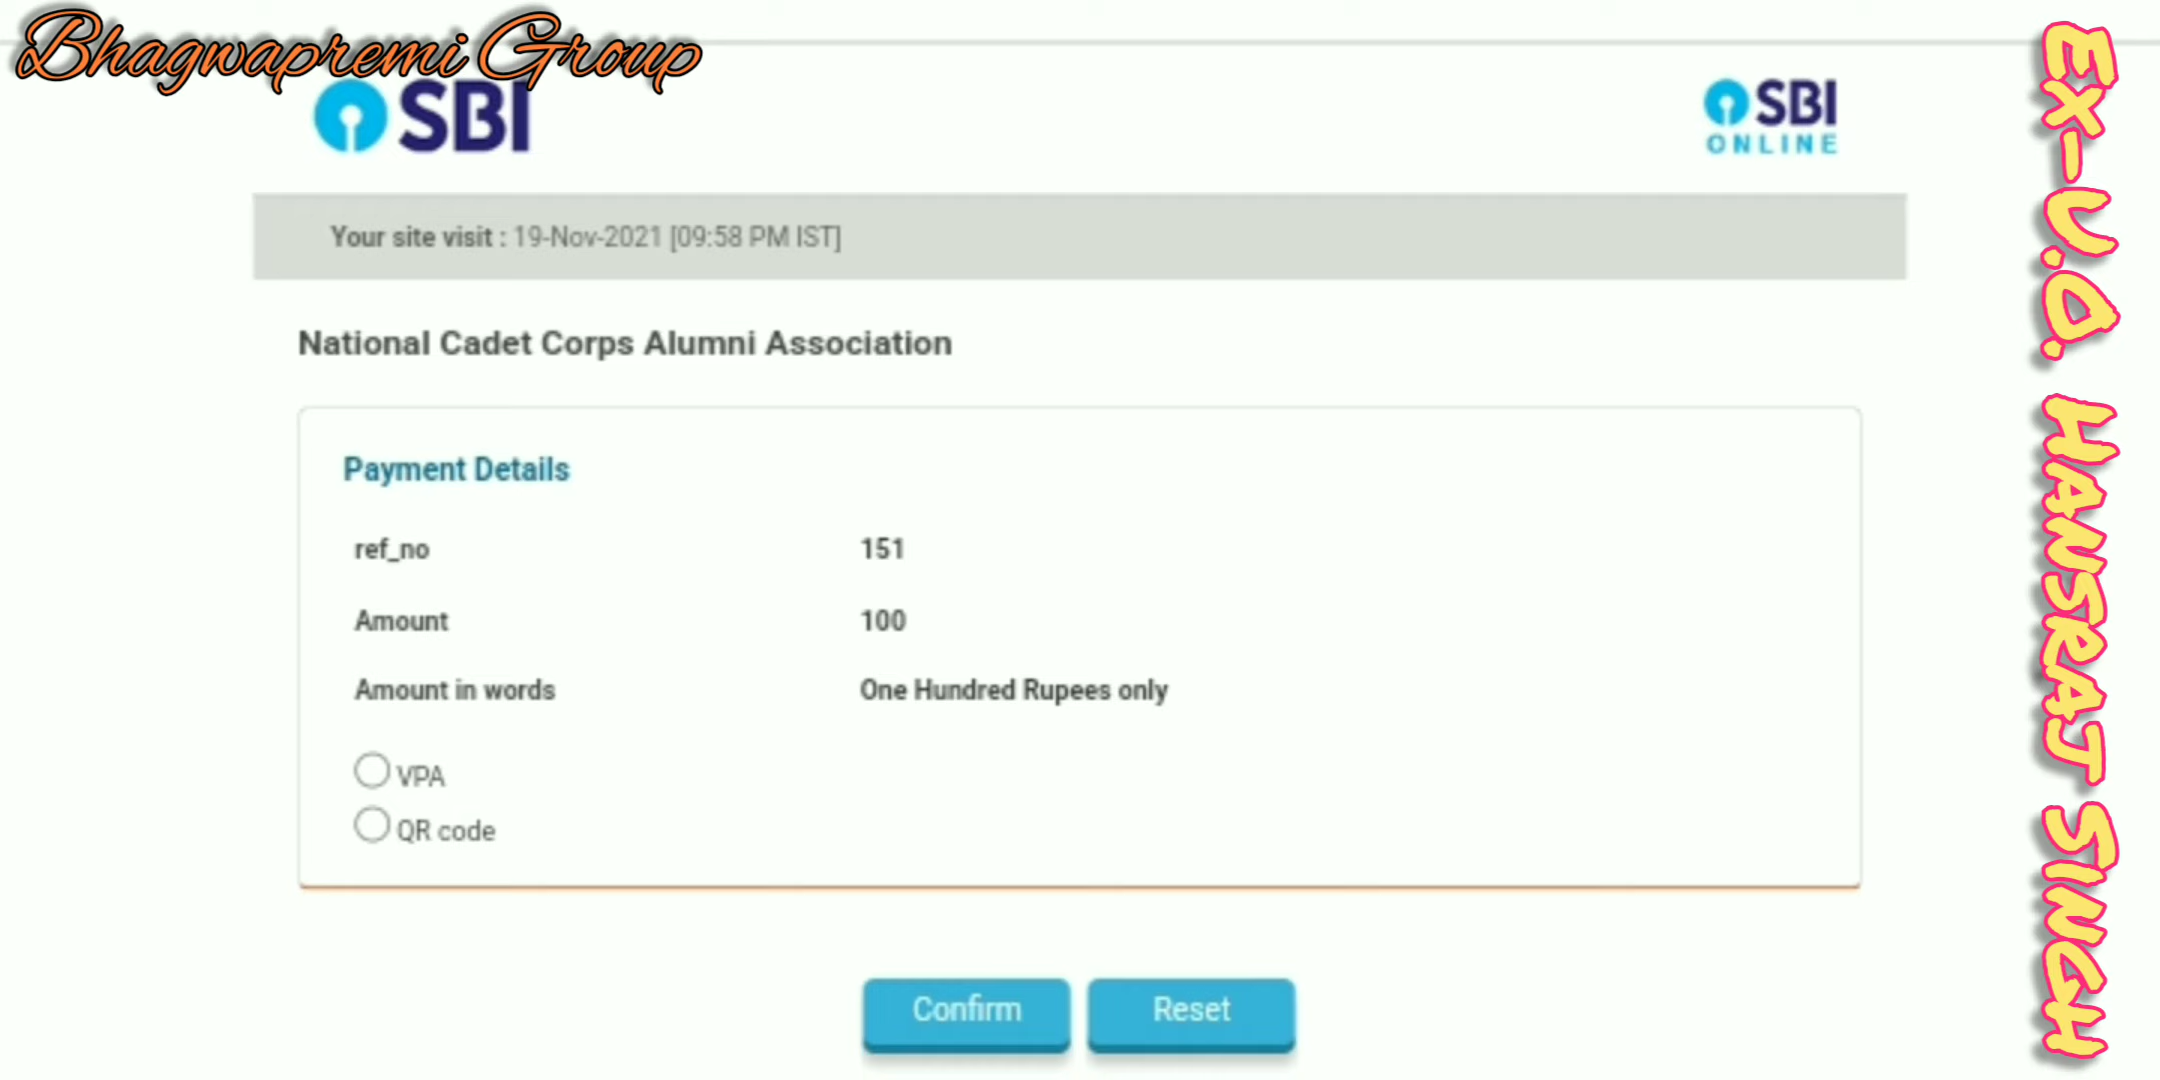 Bhagwapremi Group
SBI
SBI
ONLINE
Your site visit : 19-Nov-2021 [09:58 PM IST]
National Cadet Corps Alumni Association
Payment Details
ref_no 151
Amount 100
Amount in words One Hundred Rupees only
VPA
QR code
Confirm Reset
Ex-U.O. HANSRAJ SINGH